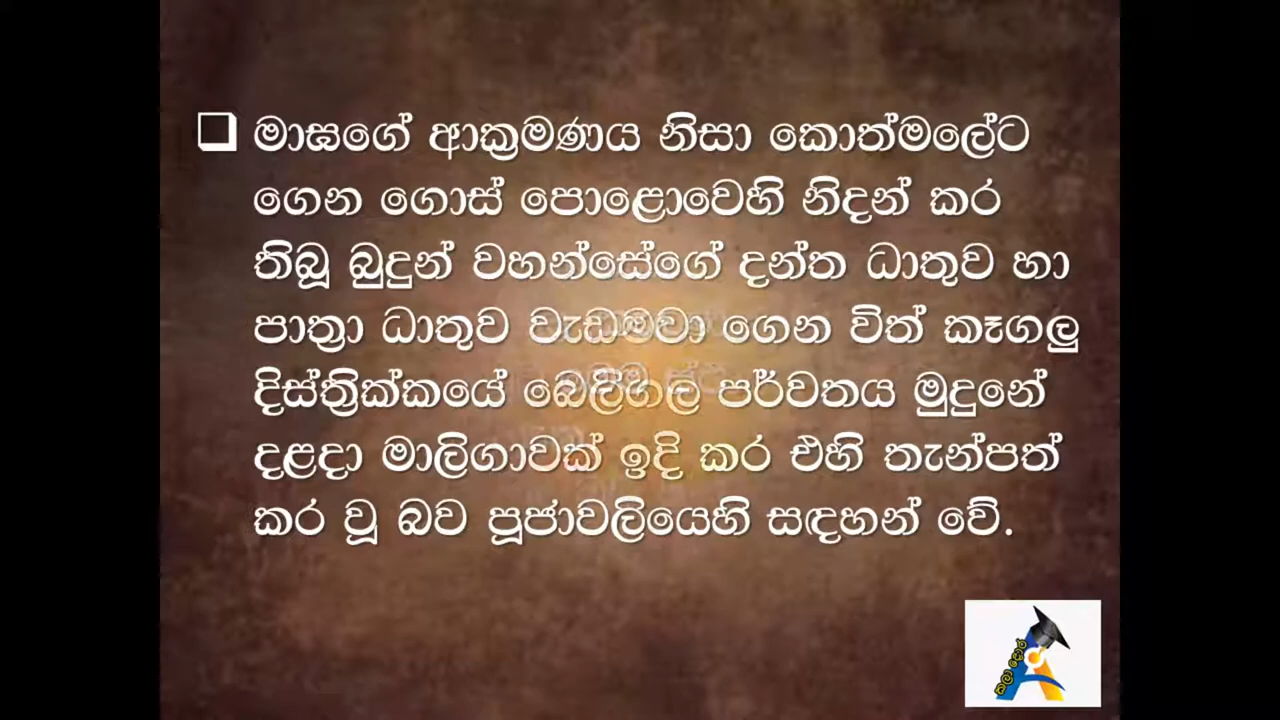 මාඝගේ ආක්‍රමණය නිසා කොත්මලේට
ගෙන ගොස් පොළොවෙහි නිදන් කර
තිබූ බුදුන් වහන්සේගේ දන්ත ධාතුව හා
පාත්‍රා ධාතුව වැඩමවා ගෙන විත් කෑගලු
දිස්ත්‍රික්කයේ බෙලිගල පර්වතය මුදුනේ
දළදා මාලිගාවක් ඉදි කර එහි තැන්පත්
කර වූ බව පූජාවලියෙහි සඳහන් වේ.